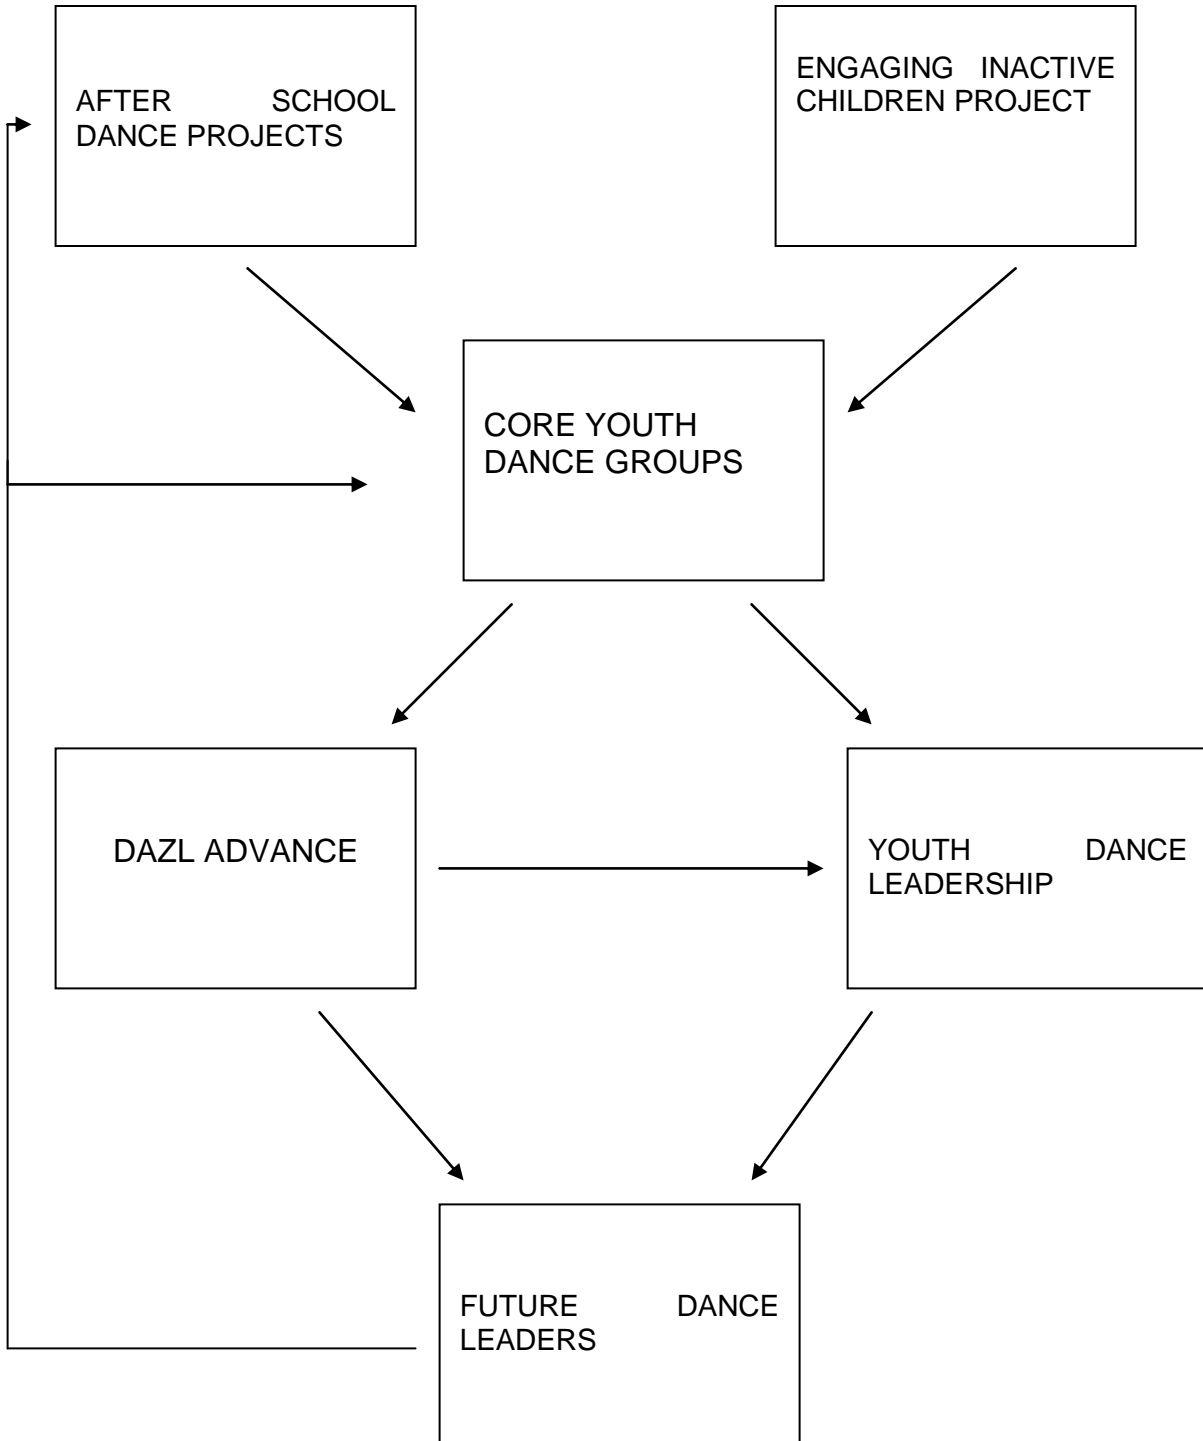 AFTER SCHOOL
DANCE PROJECTS
ENGAGING INACTIVE
CHILDREN PROJECT
CORE YOUTH
DANCE GROUPS
DAZL ADVANCE
YOUTH DANCE
LEADERSHIP
FUTURE DANCE
LEADERS